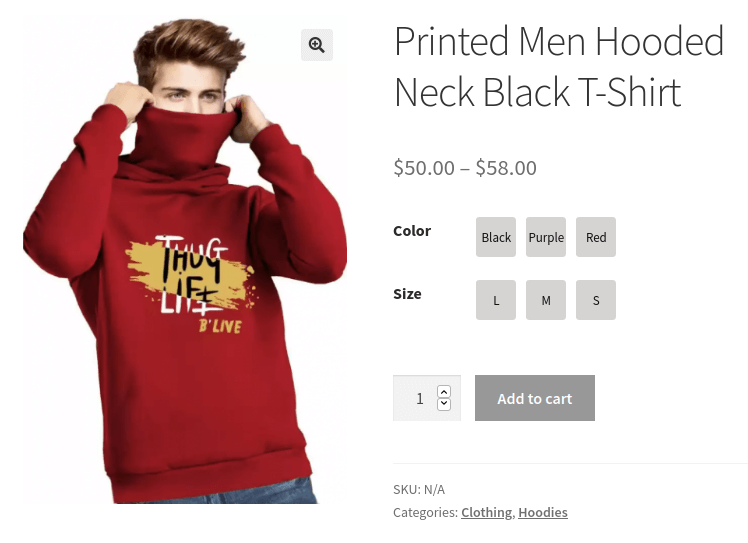 Printed Men Hooded
Neck Black T-Shirt
$50.00 – $58.00
Color
Black
Purple
Red
Size
L
M
S
THUG
LIFE
B'LIVE
1
Add to cart
SKU: N/A
Categories: Clothing, Hoodies